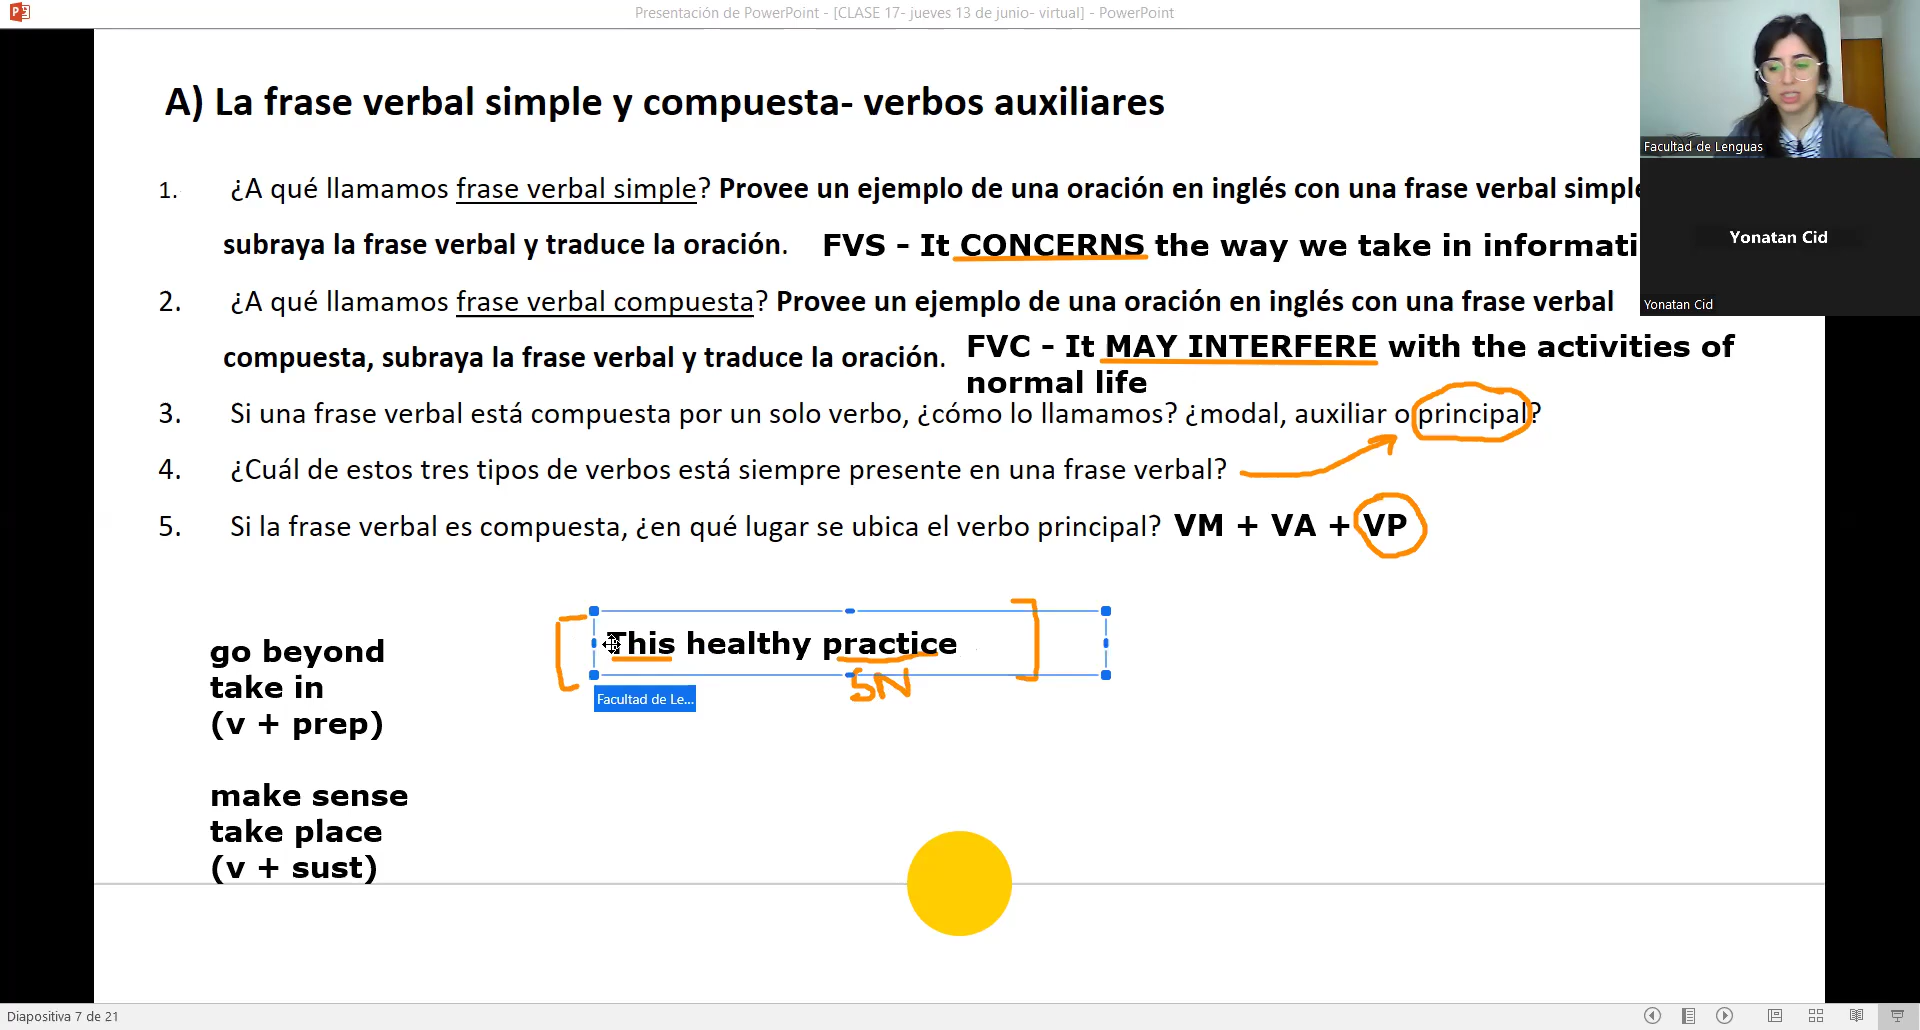 Presentación de PowerPoint - [CLASE 17- jueves 13 de junio- virtual] - PowerPoint
A) La frase verbal simple y compuesta- verbos auxiliares
Facultad de Lenguas
1. ¿A qué llamamos frase verbal simple? Provee un ejemplo de una oración en inglés con una frase verbal simple
subraya la frase verbal y traduce la oración. FVS - It CONCERNS the way we take in informati
Yonatan Cid
Yonatan Cid
2. ¿A qué llamamos frase verbal compuesta? Provee un ejemplo de una oración en inglés con una frase verbal
compuesta, subraya la frase verbal y traduce la oración. FVC - It MAY INTERFERE with the activities of
normal life
3. Si una frase verbal está compuesta por un solo verbo, ¿cómo lo llamamos? ¿modal, auxiliar o principal?
4. ¿Cuál de estos tres tipos de verbos está siempre presente en una frase verbal?
5. Si la frase verbal es compuesta, ¿en qué lugar se ubica el verbo principal? VM + VA + VP
This healthy practice
SN
Facultad de Le...
go beyond
take in
(v + prep)
make sense
take place
(v + sust)
Diapositiva 7 de 21